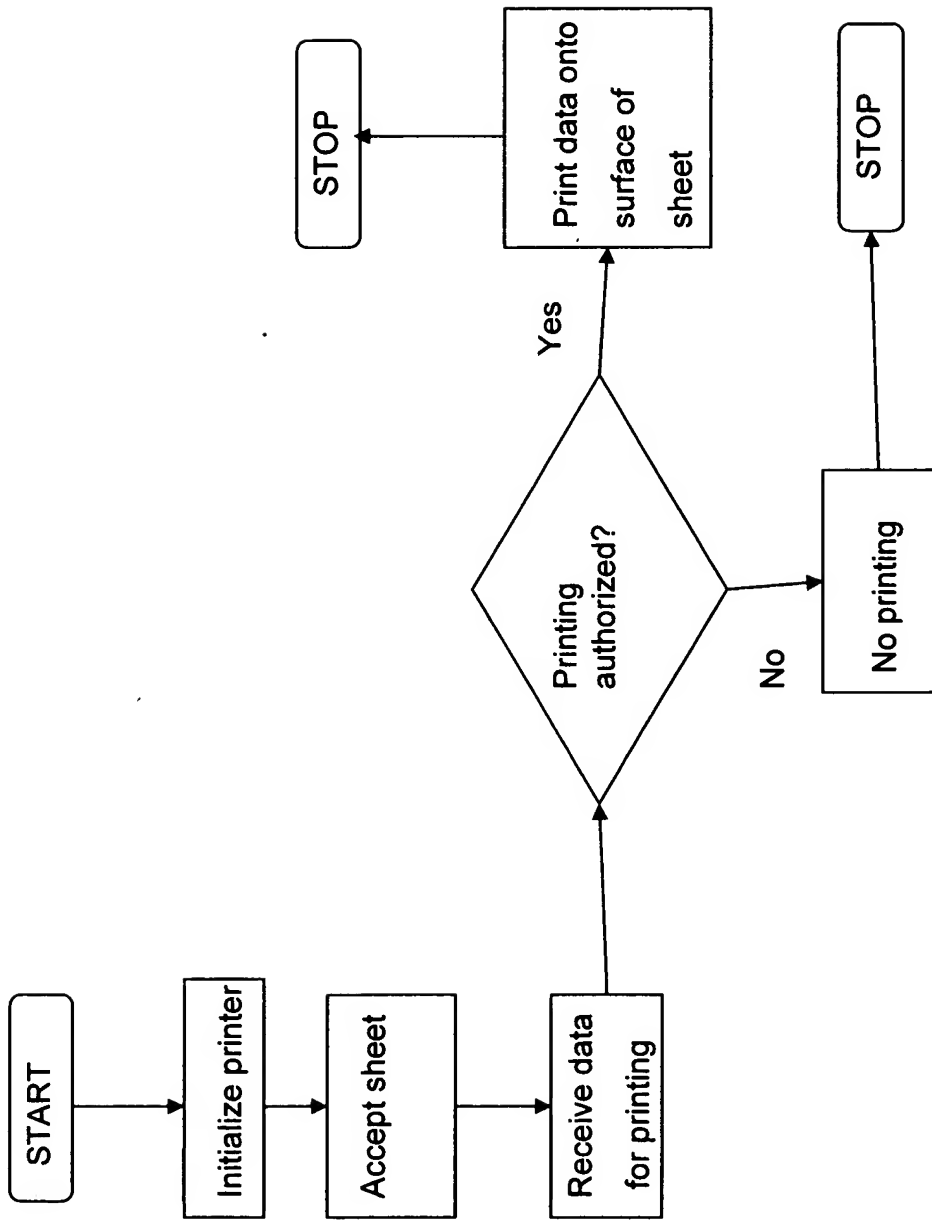 START
Initialize printer
Accept sheet
Receive data
for printing
Printing
authorized?
Yes
Print data onto
surface of
sheet
STOP
No
No printing
STOP